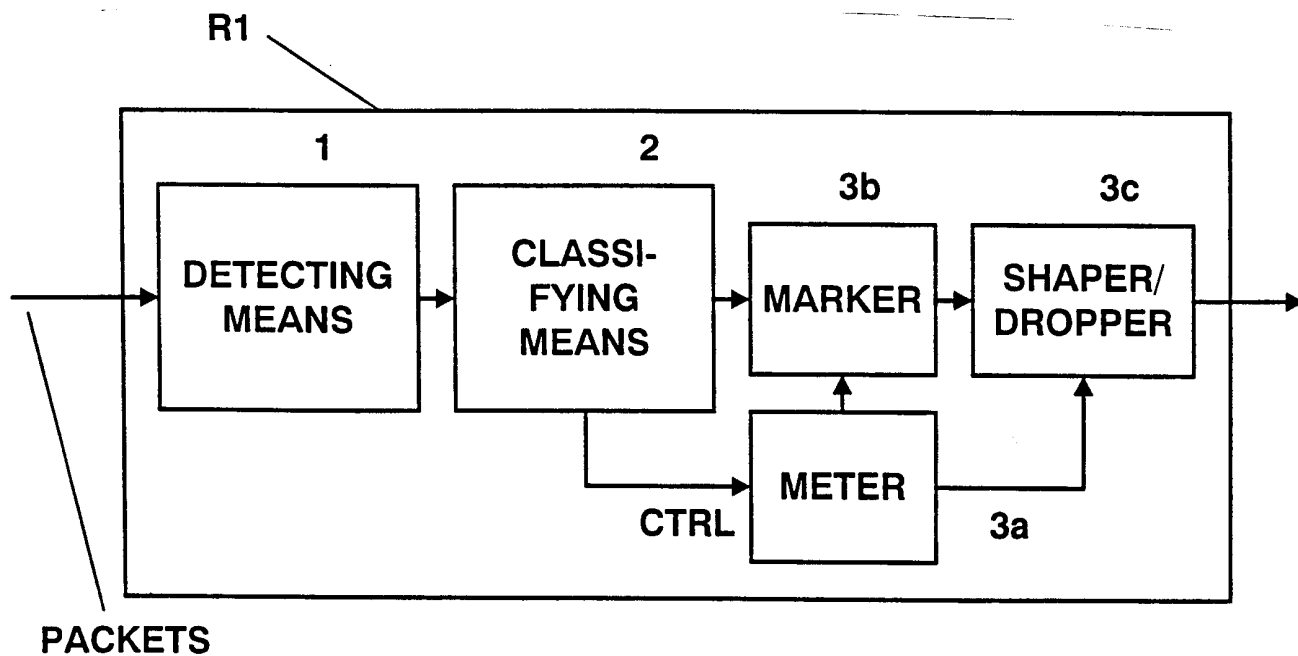 R1
1
2
3b
3c
DETECTING
MEANS
CLASSI-
FYING
MEANS
MARKER
SHAPER/
DROPPER
METER
CTRL
3a
PACKETS